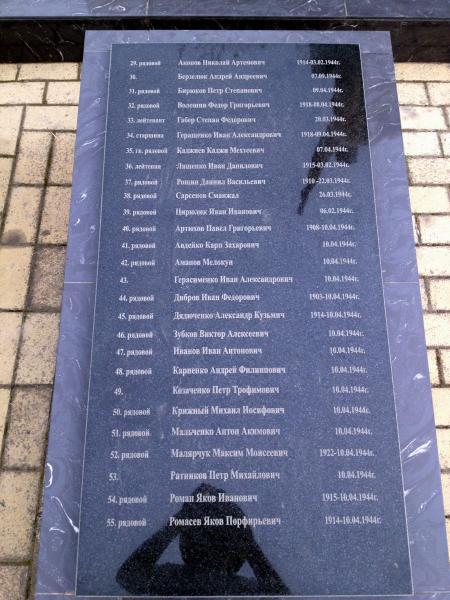 29. рядовой Акопов Николай Артемович 1914-03.02.1944г.
30. Берзелюк Андрей Андреевич 07.09.1944г.
31. рядовой Бирюков Петр Степанович 09.04.1944г.
32. рядовой Волошин Федор Григорьевич 1918-08.04.1944г.
33. лейтенант Габер Степан Федорович 20.03.1944г.
34. старшина Геращенко Иван Александрович 1918-09.04.1944г.
35. гв. рядовой Каджиев Каджи Мехтеевич 07.04.1944г.
36. лейтенан Лященко Иван Данилович 1915-03.02.1944г.
37. рядовой Рощин Даниил Васильевич 1910 -22.03.1944г.
38. рядовой Сарсенов Сманжал 26.03.1944г.
39. рядовой Цирюлик Иван Иванович 06.02.1944г.
40. рядовой Артюхов Павел Григорьевич 1908-10.04.1944г.
41. рядовой Авдейко Карп Захарович 10.04.1944г.
42. рядовой Аманов Мелокун 10.04.1944г.
43. Герасименко Иван Александрович 10.04.1944г.
44. рядовой Дибров Иван Федорович 1903-10.04.1944г.
45. рядовой Дядюченко Александр Кузьмич 1914-10.04.1944г.
46. рядовой Зубков Виктор Алексеевич 10.04.1944г.
47. рядовой Иванов Иван Антонович 10.04.1944г.
48. рядовой Карпенко Андрей Филиппович 10.04.1944г.
49. Козаченко Петр Трофимович 10.04.1944г.
50. рядовой Крижный Михаил Иосифович 10.04.1944г.
51. рядовой Мальченко Антон Акимович 10.04.1944г.
52. рядовой Малярчук Максим Моисеевич 1922-10.04.1944г.
53. Ратников Петр Михайлович 10.04.1944г.
54. рядовой Роман Яков Иванович 1915-10.04.1944г.
55. рядовой Ромасев Яков Порфирьевич 1914-10.04.1944г.